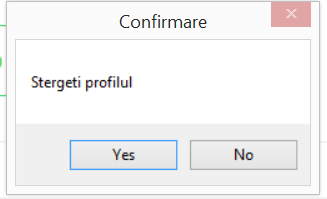 Confirmare
Stergeti profilul
Yes No